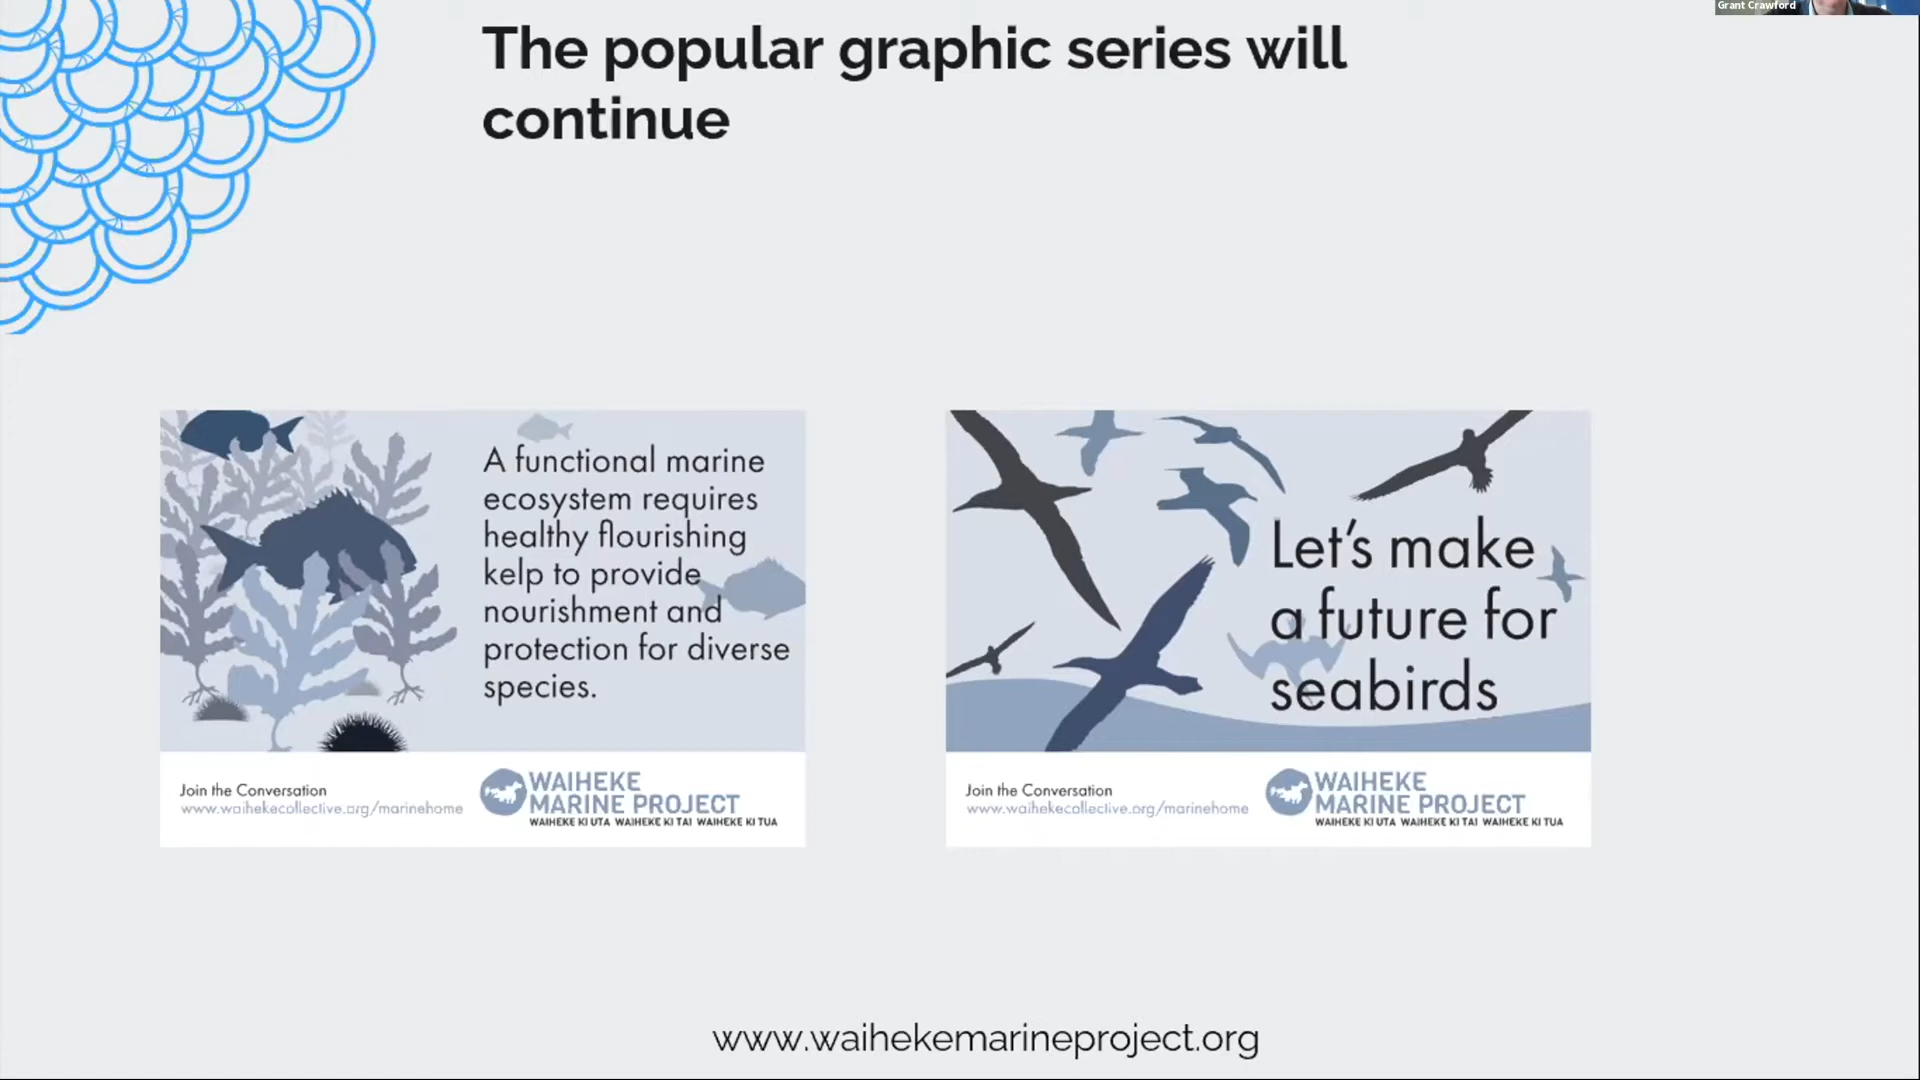 Grant Crawford
The popular graphic series will
continue
A functional marine
ecosystem requires
healthy flourishing
kelp to provide
nourishment and
protection for diverse
species.
Join the Conversation
www.waihekecollective.org/marinehome
WAIHEKE
MARINE PROJECT
WAIHEKE KI UTA WAIHEKE KI TAI WAIHEKE KI TUA
Let's make
a future for
seabirds
Join the Conversation
www.waihekecollective.org/marinehome
WAIHEKE
MARINE PROJECT
WAIHEKE KI UTA WAIHEKE KI TAI WAIHEKE KI TUA
www.waihekemarineproject.org